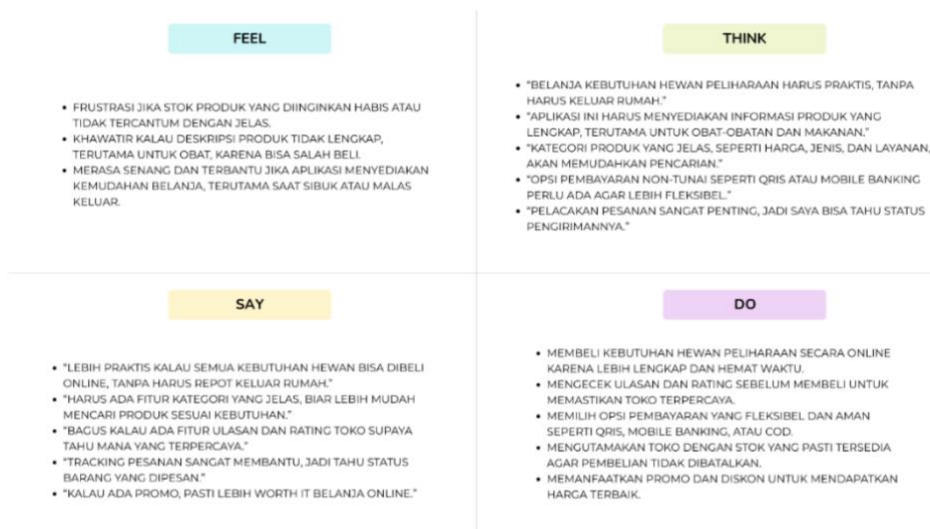 FEEL
• FRUSTRASI JIKA STOK PRODUK YANG DIINGINKAN HABIS ATAU
TIDAK TERCANTUM DENGAN JELAS.
• KHAWATIR KALAU DESKRIPSI PRODUK TIDAK LENGKAP,
TERUTAMA UNTUK OBAT, KARENA BISA SALAH BELI.
• MERASA SENANG DAN TERBANTU JIKA APLIKASI MENYEDIAKAN
KEMUDAHAN BELANJA, TERUTAMA SAAT SIBUK ATAU MALAS
KELUAR.
THINK
• “BELANJA KEBUTUHAN HEWAN PELIHARAAN HARUS PRAKTIS, TANPA
HARUS KELUAR RUMAH.”
• “APLIKASI INI HARUS MENYEDIAKAN INFORMASI PRODUK YANG
LENGKAP, TERUTAMA UNTUK OBAT-OBATAN DAN MAKANAN.”
• “KATEGORI PRODUK YANG JELAS, SEPERTI HARGA, JENIS, DAN LAYANAN,
AKAN MEMUDAHKAN PENCARIAN.”
• “OPSI PEMBAYARAN NON-TUNAI SEPERTI QRIS ATAU MOBILE BANKING
PERLU ADA AGAR LEBIH FLEKSIBEL.”
• “PELACAKAN PESANAN SANGAT PENTING, JADI SAYA BISA TAHU STATUS
PENGIRIMANNYA.”
SAY
• “LEBIH PRAKTIS KALAU SEMUA KEBUTUHAN HEWAN BISA DIBELI
ONLINE, TANPA HARUS REPOT KELUAR RUMAH.”
• “HARUS ADA FITUR KATEGORI YANG JELAS, BIAR LEBIH MUDAH
MENCARI PRODUK SESUAI KEBUTUHAN.”
• “BAGUS KALAU ADA FITUR ULASAN DAN RATING TOKO SUPAYA
TAHU MANA YANG TERPERCAYA.”
• “TRACKING PESANAN SANGAT MEMBANTU, JADI TAHU STATUS
BARANG YANG DIPESAN.”
• “KALAU ADA PROMO, PASTI LEBIH WORTH IT BELANJA ONLINE.”
DO
• MEMBELI KEBUTUHAN HEWAN PELIHARAAN SECARA ONLINE
KARENA LEBIH LENGKAP DAN HEMAT WAKTU.
• MENGECEK ULASAN DAN RATING SEBELUM MEMBELI UNTUK
MEMASTIKAN TOKO TERPERCAYA.
• MEMILIH OPSI PEMBAYARAN YANG FLEKSIBEL DAN AMAN
SEPERTI QRIS, MOBILE BANKING, ATAU COD.
• MENGUTAMAKAN TOKO DENGAN STOK YANG PASTI TERSEDIA
AGAR PEMBELIAN TIDAK DIBATALKAN.
• MEMANFAATKAN PROMO DAN DISKON UNTUK MENDAPATKAN
HARGA TERBAIK.